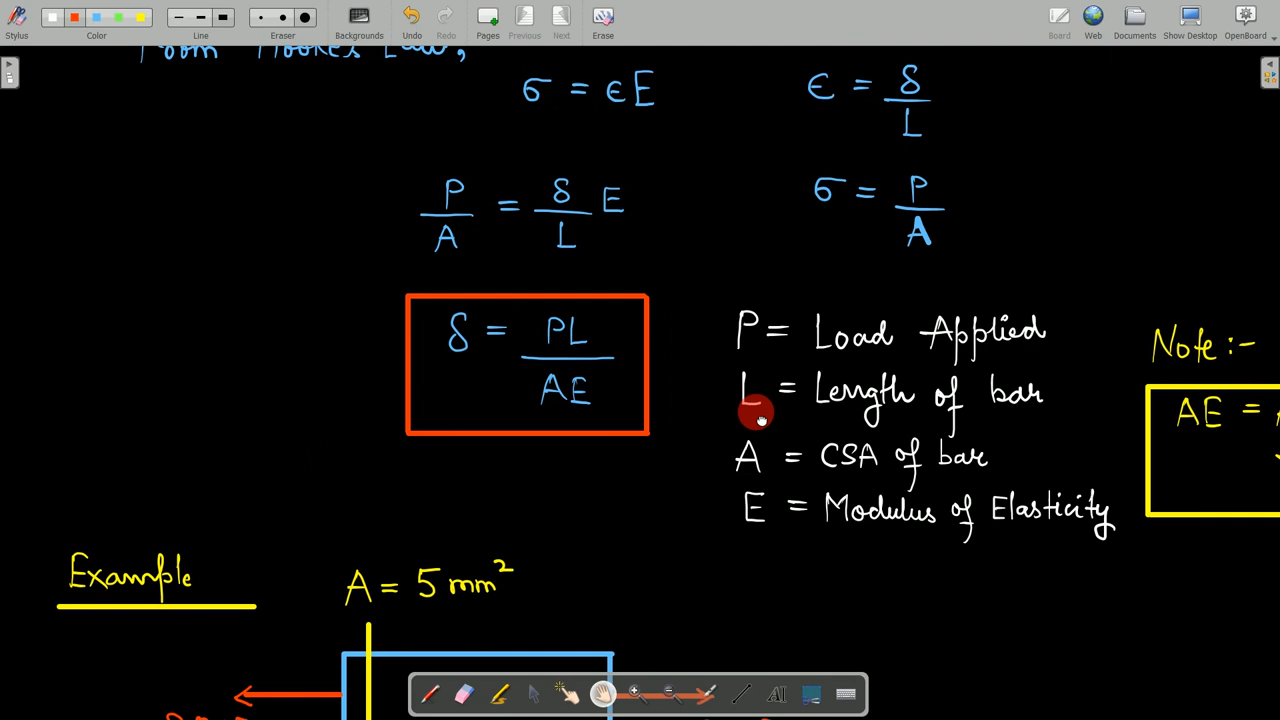 Stylus
Color
Line
Eraser
Backgrounds
Undo
Redo
Pages
Previous
Next
Erase
Board
Web
Documents
Show Desktop
OpenBoard
σ = ϵE
ϵ = δ/L
P/A = δ/L E
σ = P/A
δ = PL/AE
P = Load Applied
L = Length of bar
A = CSA of bar
E = Modulus of Elasticity
Note :-
AE =
Example
A = 5 mm²